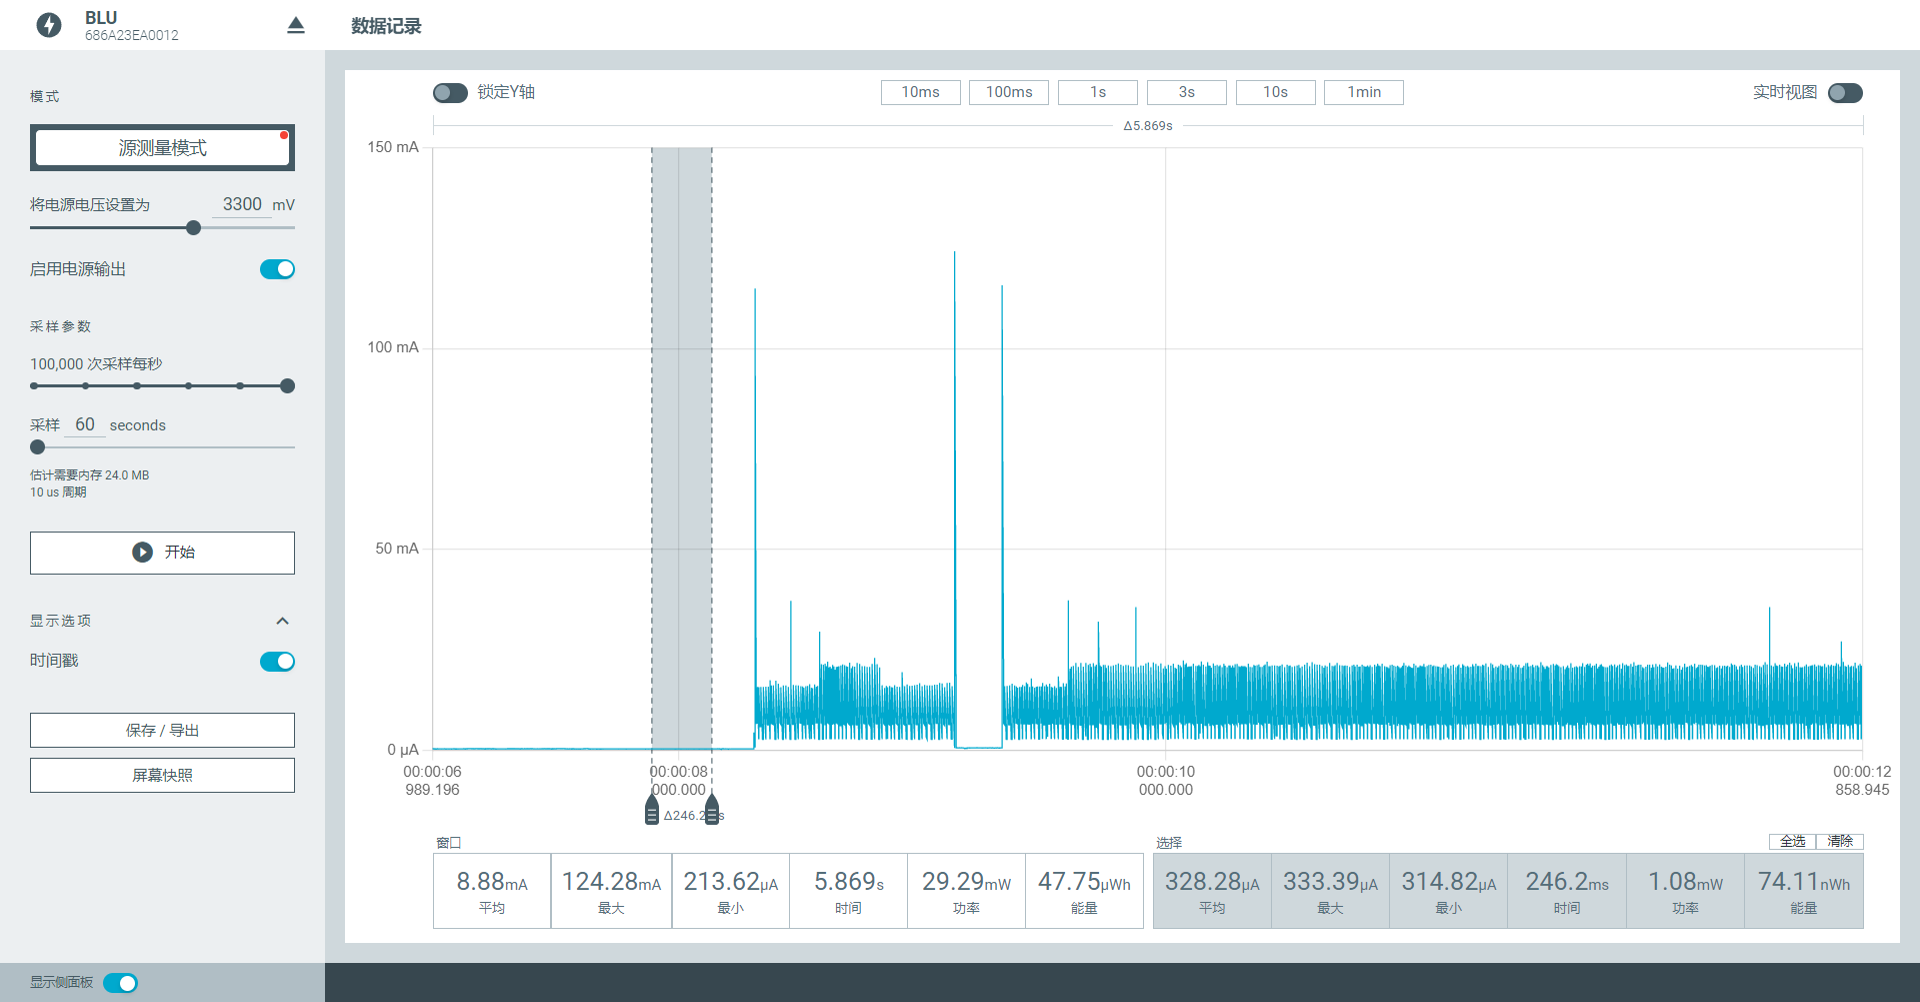 BLU
686A23EA0012
数据记录
模式
源测量模式
将电源电压设置为 3300 mV
启用电源输出
采样参数
100,000 次采样每秒
采样 60 seconds
估计需要内存 24.0 MB
10 us 周期
开始
显示选项
时间戳
保存 / 导出
屏幕快照
显示侧面板
锁定Y轴
10ms 100ms 1s 3s 10s 1min
实时视图
Δ5.869s
150 mA
100 mA
50 mA
0 µA
00:00:06
989.196
00:00:08
000.000
00:00:10
000.000
00:00:12
858.945
Δ246.2
窗口
8.88mA 124.28mA 213.62µA 5.869s 29.29mW 47.75µWh
平均 最大 最小 时间 功率 能量
选择 全选 清除
328.28µA 333.39µA 314.82µA 246.2ms 1.08mW 74.11nWh
平均 最大 最小 时间 功率 能量